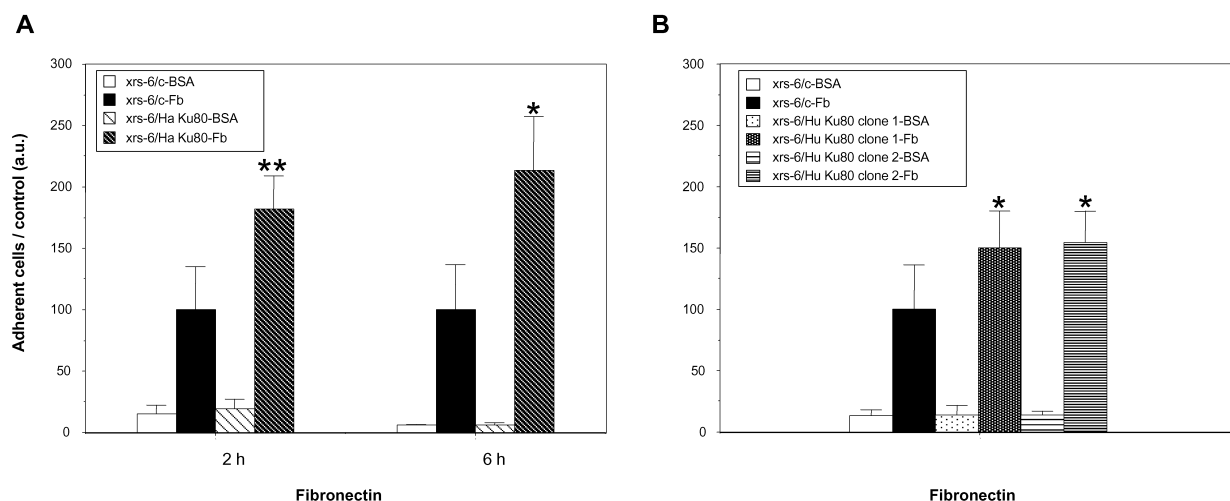 A
300
250
200
150
100
50
0
Adherent cells / control (a.u.)
xrs-6/c-BSA
xrs-6/c-Fb
xrs-6/Ha Ku80-BSA
xrs-6/Ha Ku80-Fb
**
*
2 h
6 h
Fibronectin
B
300
250
200
150
100
50
0
xrs-6/c-BSA
xrs-6/c-Fb
xrs-6/Hu Ku80 clone 1-BSA
xrs-6/Hu Ku80 clone 1-Fb
xrs-6/Hu Ku80 clone 2-BSA
xrs-6/Hu Ku80 clone 2-Fb
*
*
Fibronectin